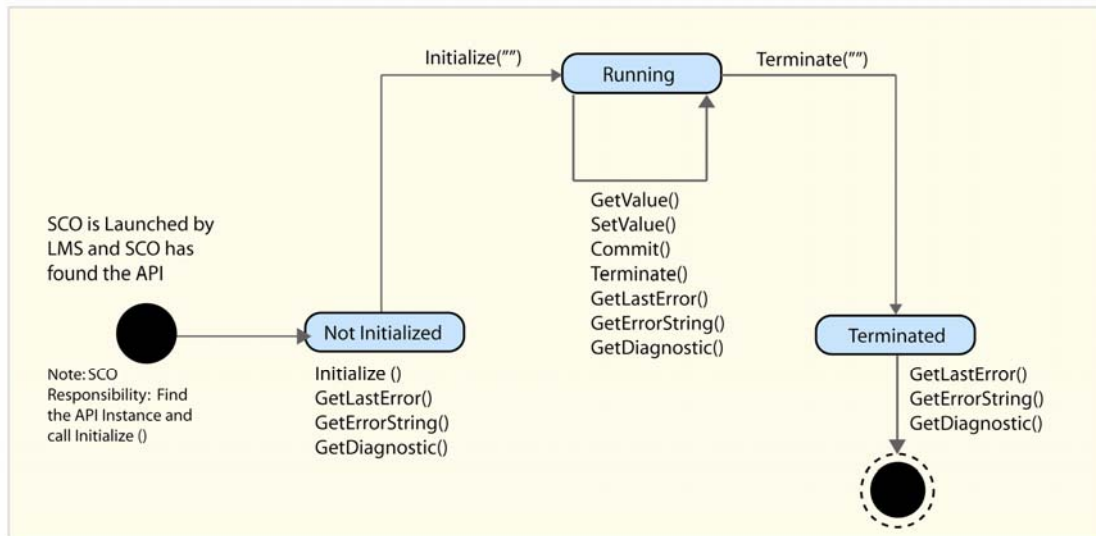 Initialize("")
Running
Terminate("")
GetValue()
SetValue()
Commit()
Terminate()
GetLastError()
GetErrorString()
GetDiagnostic()
SCO is Launched by
LMS and SCO has
found the API
Not Initialized
Note: SCO
Responsibility: Find
the API Instance and
call Initialize ()
Initialize ()
GetLastError()
GetErrorString()
GetDiagnostic()
Terminated
GetLastError()
GetErrorString()
GetDiagnostic()